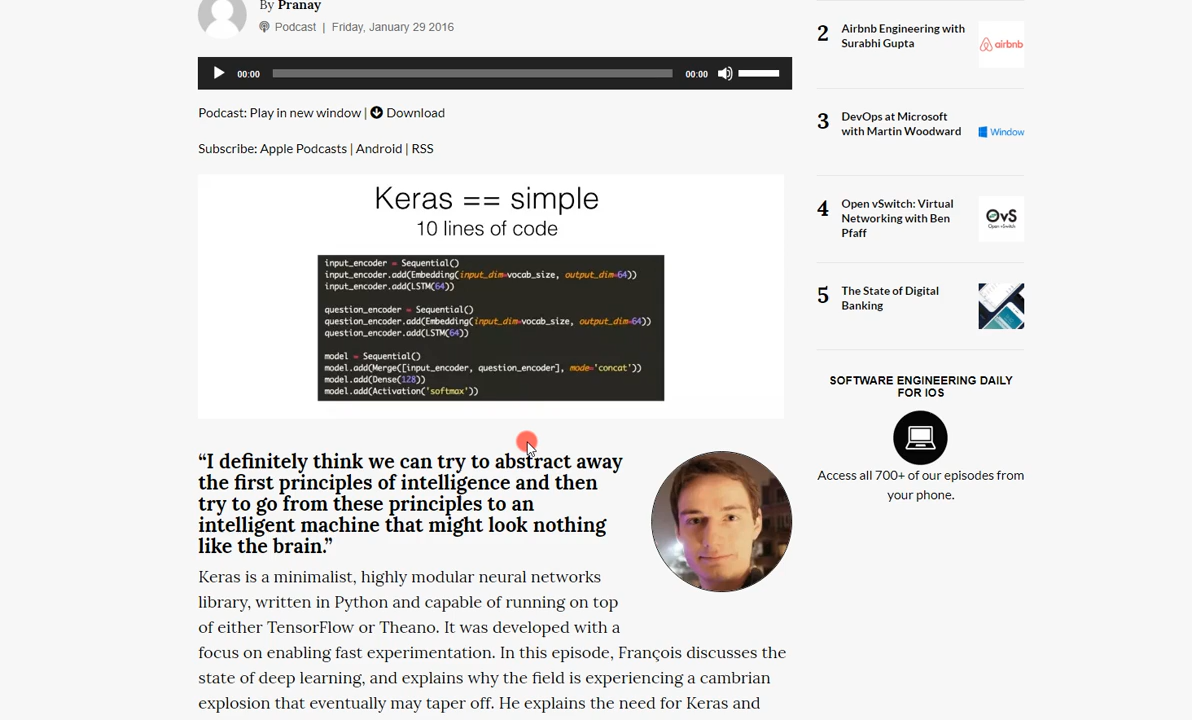 By Pranay
Podcast | Friday, January 29 2016
00:00 00:00
Podcast: Play in new window | Download
Subscribe: Apple Podcasts | Android | RSS
Keras == simple
10 lines of code
input_encoder = Sequential()
input_encoder.add(Embedding(input_dim=vocab_size, output_dim=64))
input_encoder.add(LSTM(64))
question_encoder = Sequential()
question_encoder.add(Embedding(input_dim=vocab_size, output_dim=64))
question_encoder.add(LSTM(64))
model = Sequential()
model.add(Merge([input_encoder, question_encoder], mode='concat'))
model.add(Dense(128))
model.add(Activation('softmax'))
“I definitely think we can try to abstract away
the first principles of intelligence and then
try to go from these principles to an
intelligent machine that might look nothing
like the brain.”
Keras is a minimalist, highly modular neural networks
library, written in Python and capable of running on top
of either TensorFlow or Theano. It was developed with a
focus on enabling fast experimentation. In this episode, François discusses the
state of deep learning, and explains why the field is experiencing a cambrian
explosion that eventually may taper off. He explains the need for Keras and
2 Airbnb Engineering with
Surabhi Gupta
airbnb
3 DevOps at Microsoft
with Martin Woodward
Window
4 Open vSwitch: Virtual
Networking with Ben
Pfaff
OvS
Open vSwitch
5 The State of Digital
Banking
SOFTWARE ENGINEERING DAILY
FOR IOS
Access all 700+ of our episodes from
your phone.